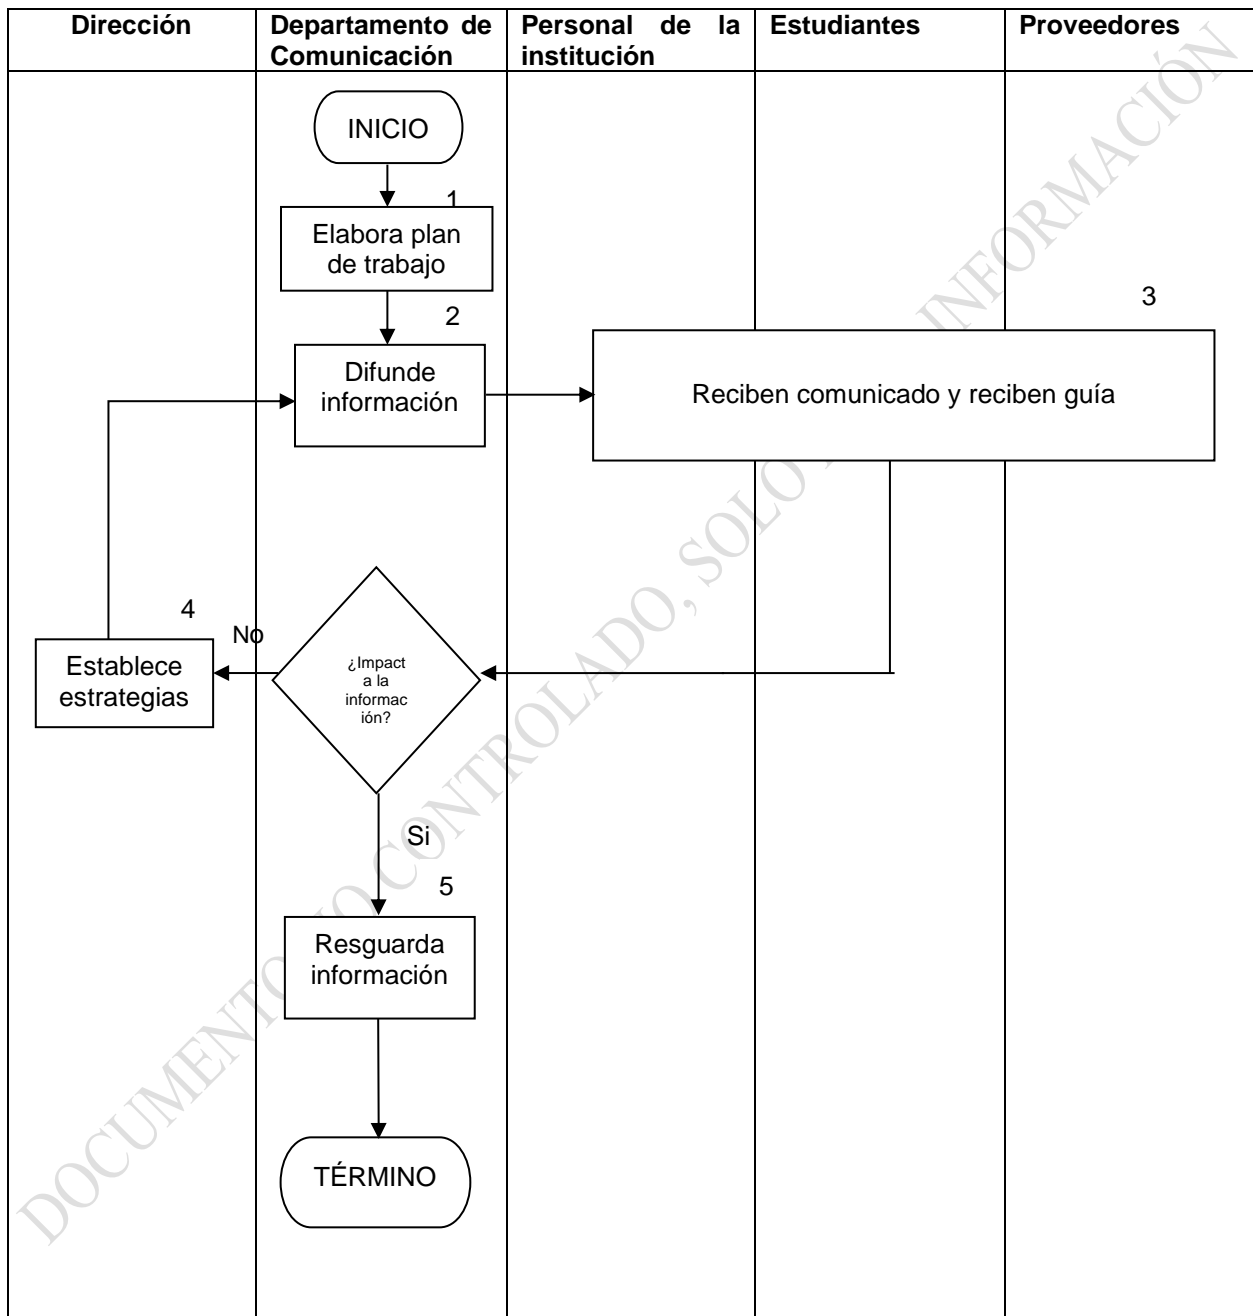 Dirección
Departamento de
Comunicación
Personal de la
institución
Estudiantes
Proveedores
INICIO
1
Elabora plan
de trabajo
2
Difunde
información
3
Reciben comunicado y reciben guía
4
No
Establece
estrategias
¿Impact
a la
informac
ión?
Si
5
Resguarda
información
TÉRMINO
DOCUMENTO NO CONTROLADO, SOLO INFORMACIÓN